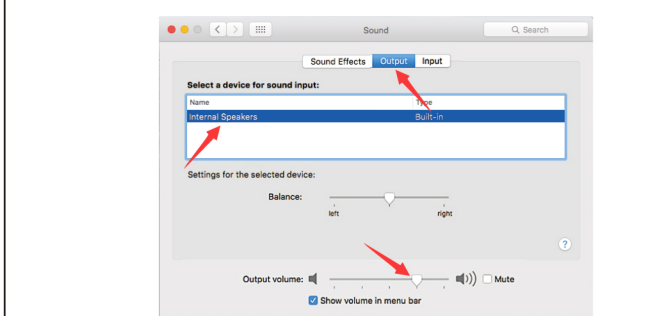 Sound
Search
Sound Effects Output Input
Select a device for sound input:
Name Type
Internal Speakers Built-in
Settings for the selected device:
Balance:
left right
?
Output volume: Mute
Show volume in menu bar